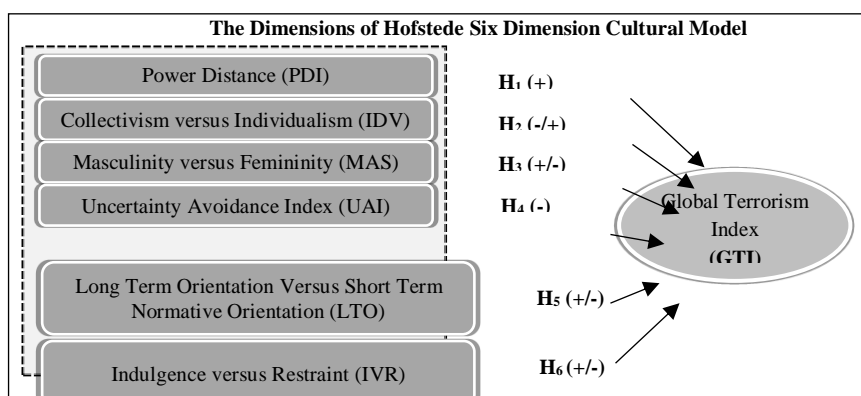 The Dimensions of Hofstede Six Dimension Cultural Model
Power Distance (PDI)
H₁ (+)
Collectivism versus Individualism (IDV)
H₂ (-/+)
Masculinity versus Femininity (MAS)
H₃ (+/-)
Uncertainty Avoidance Index (UAI)
H₄ (-)
Global Terrorism
Index
(GTI)
Long Term Orientation Versus Short Term
Normative Orientation (LTO)
H₅ (+/-)
Indulgence versus Restraint (IVR)
H₆ (+/-)